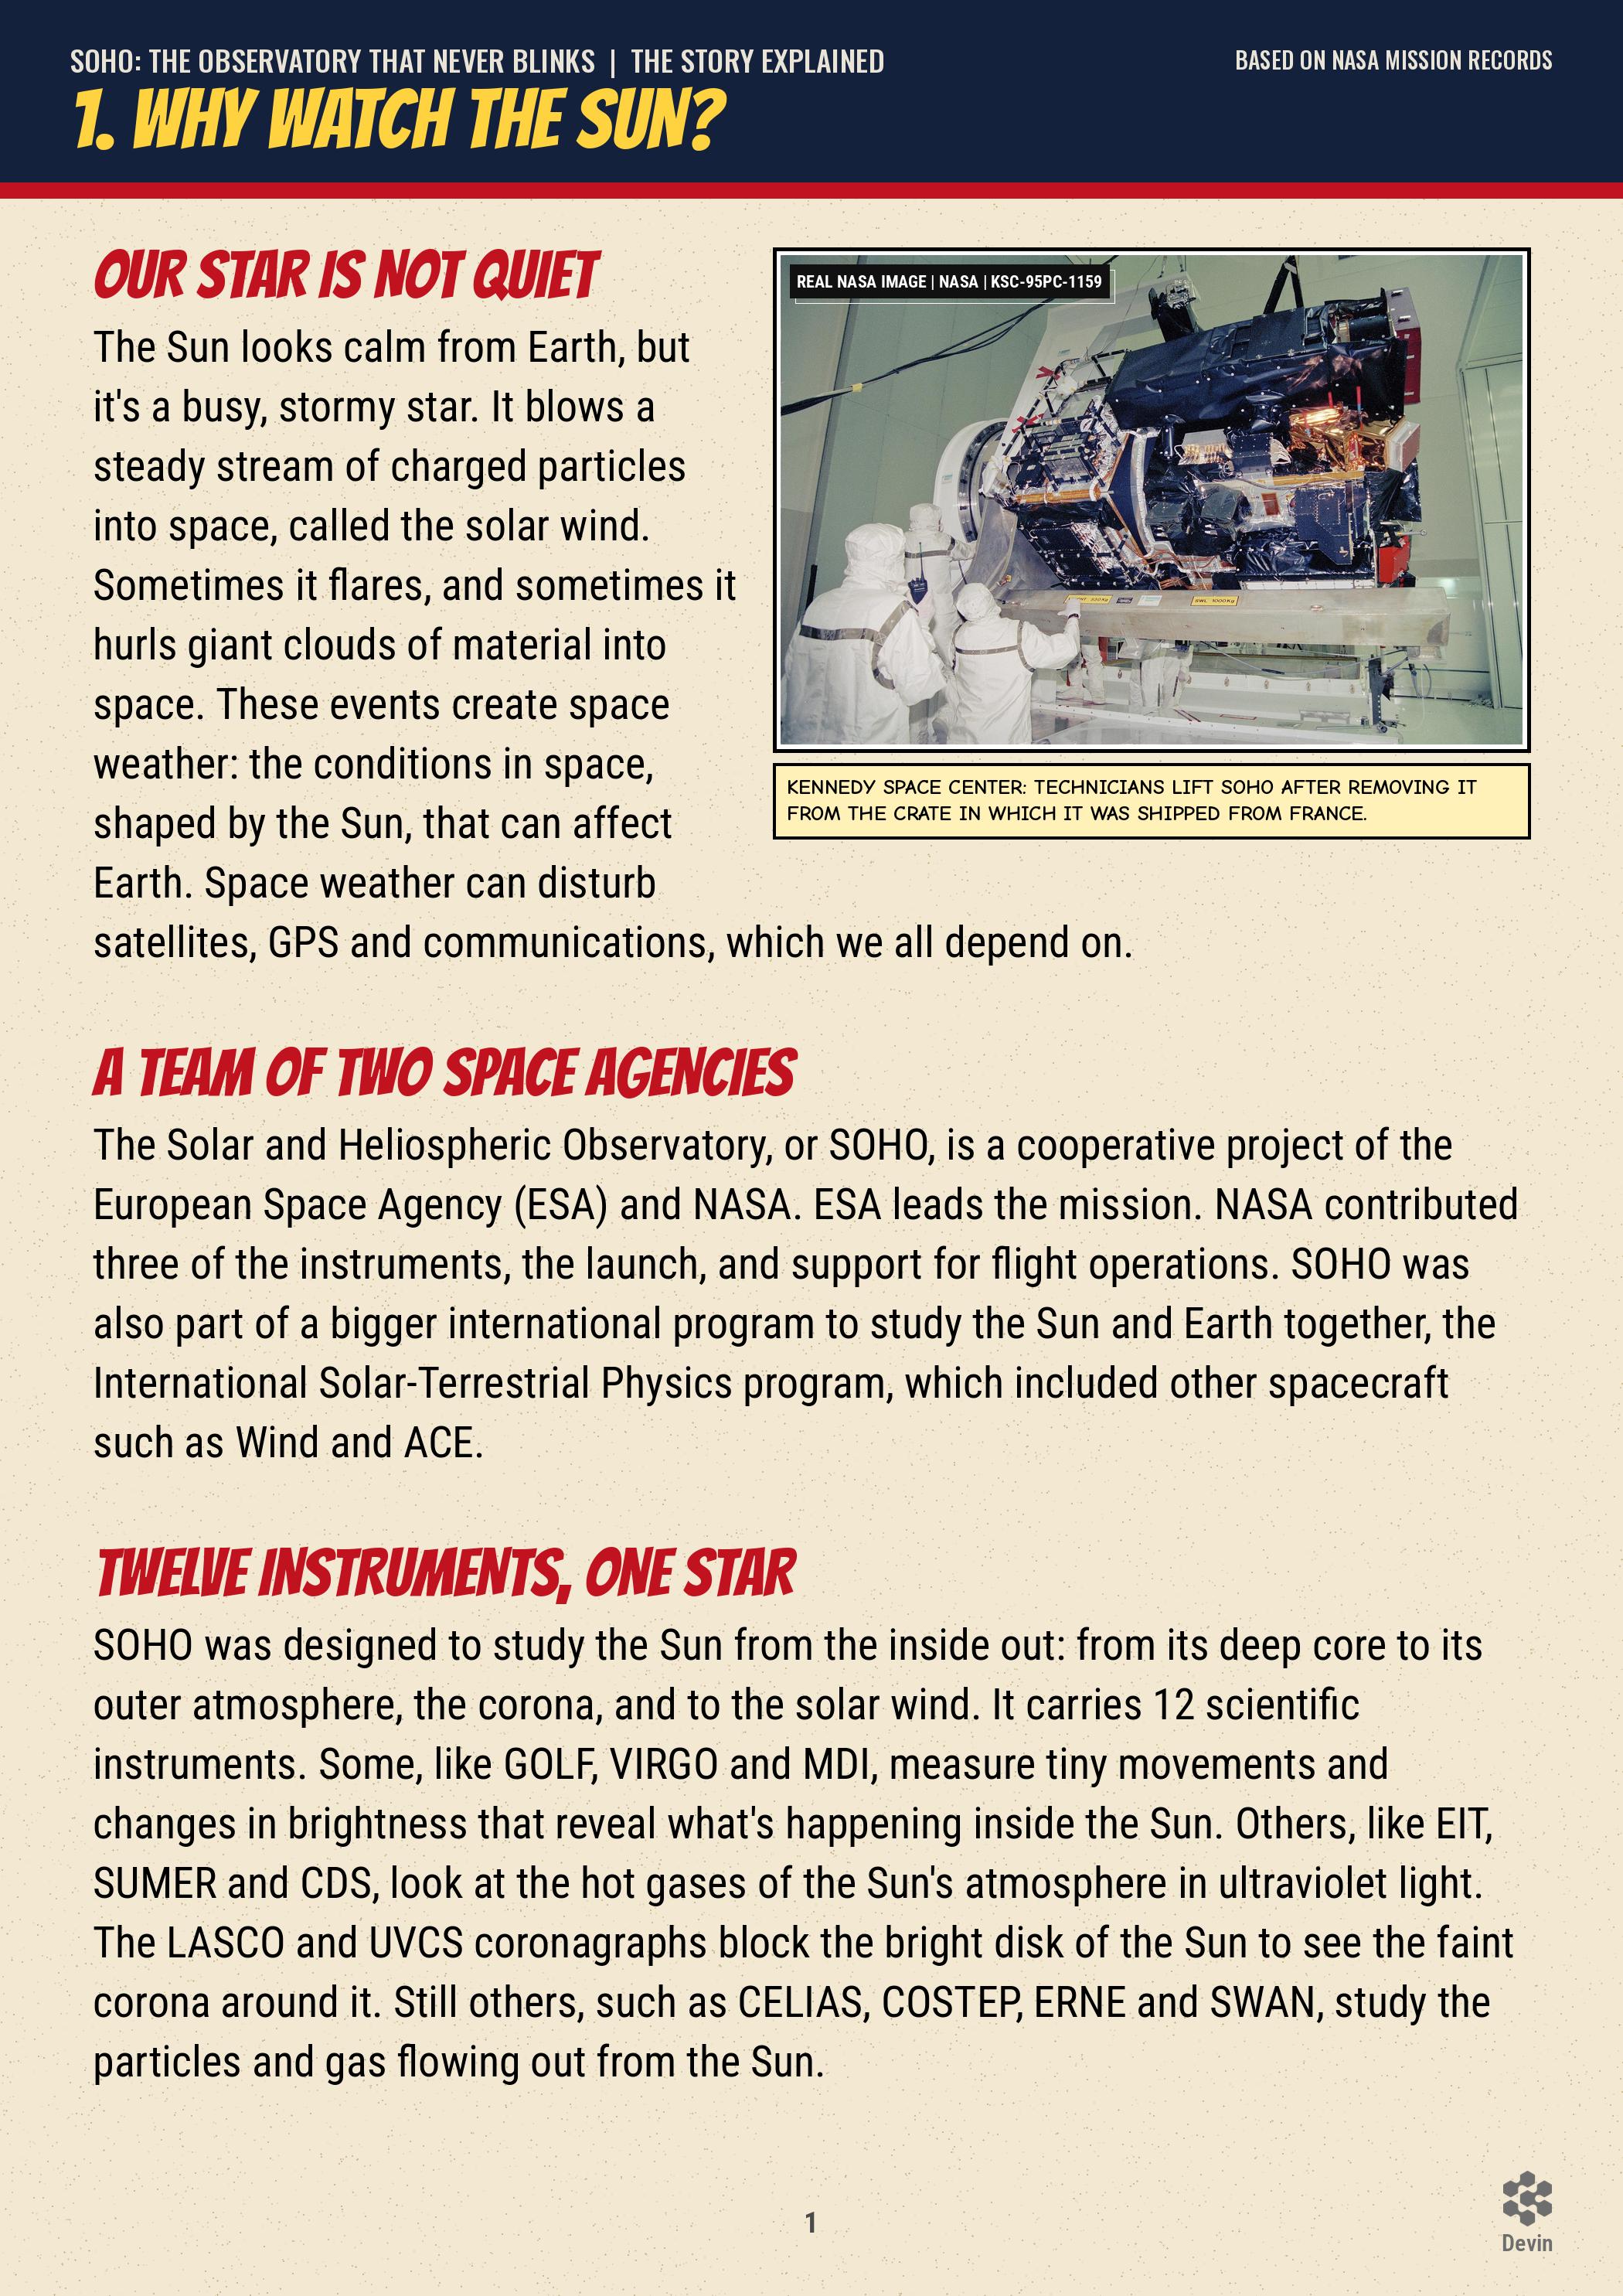 SOHO: THE OBSERVATORY THAT NEVER BLINKS | THE STORY EXPLAINED
BASED ON NASA MISSION RECORDS
1. WHY WATCH THE SUN?
OUR STAR IS NOT QUIET
The Sun looks calm from Earth, but
it's a busy, stormy star. It blows a
steady stream of charged particles
into space, called the solar wind.
Sometimes it flares, and sometimes it
hurls giant clouds of material into
space. These events create space
weather: the conditions in space,
shaped by the Sun, that can affect
Earth. Space weather can disturb
satellites, GPS and communications, which we all depend on.
REAL NASA IMAGE | NASA | KSC-95PC-1159
KENNEDY SPACE CENTER: TECHNICIANS LIFT SOHO AFTER REMOVING IT
FROM THE CRATE IN WHICH IT WAS SHIPPED FROM FRANCE.
A TEAM OF TWO SPACE AGENCIES
The Solar and Heliospheric Observatory, or SOHO, is a cooperative project of the
European Space Agency (ESA) and NASA. ESA leads the mission. NASA contributed
three of the instruments, the launch, and support for flight operations. SOHO was
also part of a bigger international program to study the Sun and Earth together, the
International Solar-Terrestrial Physics program, which included other spacecraft
such as Wind and ACE.
TWELVE INSTRUMENTS, ONE STAR
SOHO was designed to study the Sun from the inside out: from its deep core to its
outer atmosphere, the corona, and to the solar wind. It carries 12 scientific
instruments. Some, like GOLF, VIRGO and MDI, measure tiny movements and
changes in brightness that reveal what's happening inside the Sun. Others, like EIT,
SUMER and CDS, look at the hot gases of the Sun's atmosphere in ultraviolet light.
The LASCO and UVCS coronagraphs block the bright disk of the Sun to see the faint
corona around it. Still others, such as CELIAS, COSTEP, ERNE and SWAN, study the
particles and gas flowing out from the Sun.
1
Devin